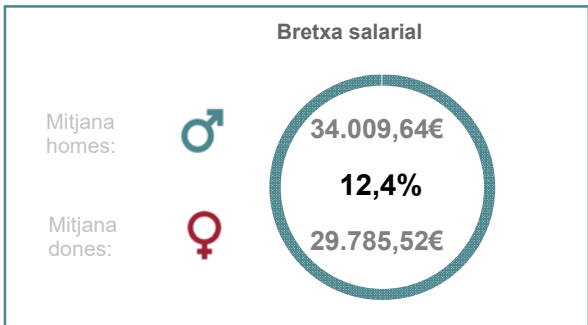 Bretxa salarial
Mitjana
homes:
34.009,64€
12,4%
Mitjana
dones:
29.785,52€